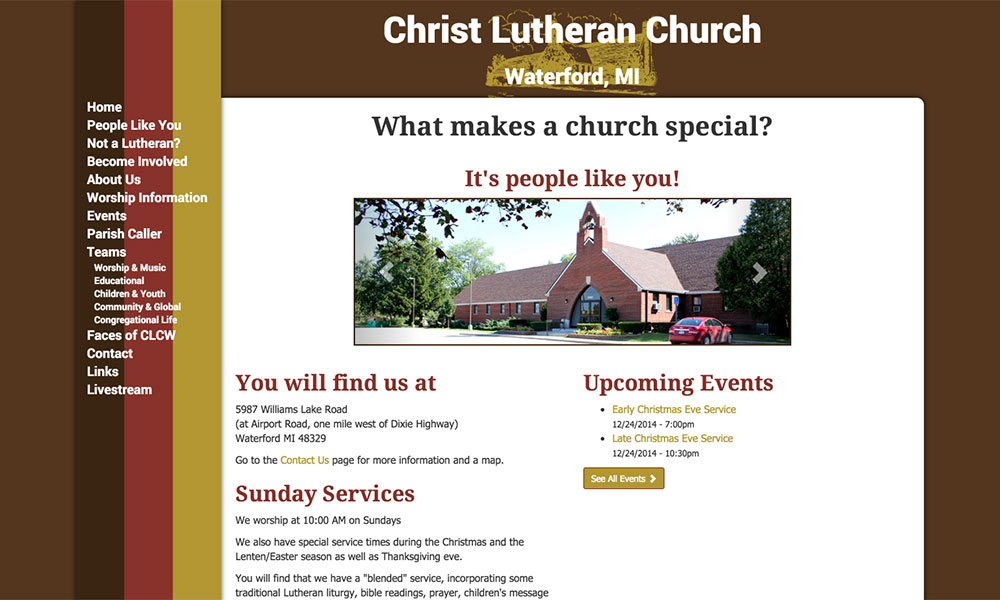 Christ Lutheran Church
Waterford, MI
Home
People Like You
Not a Lutheran?
Become Involved
About Us
Worship Information
Events
Parish Caller
Teams
Worship & Music
Educational
Children & Youth
Community & Global
Congregational Life
Faces of CLCW
Contact
Links
Livestream
What makes a church special?
It's people like you!
You will find us at
5987 Williams Lake Road
(at Airport Road, one mile west of Dixie Highway)
Waterford MI 48329
Go to the Contact Us page for more information and a map.
Sunday Services
We worship at 10:00 AM on Sundays
We also have special service times during the Christmas and the
Lenten/Easter season as well as Thanksgiving eve.
You will find that we have a "blended" service, incorporating some
traditional Lutheran liturgy, bible readings, prayer, children's message
Upcoming Events
• Early Christmas Eve Service
12/24/2014 - 7:00pm
• Late Christmas Eve Service
12/24/2014 - 10:30pm
See All Events